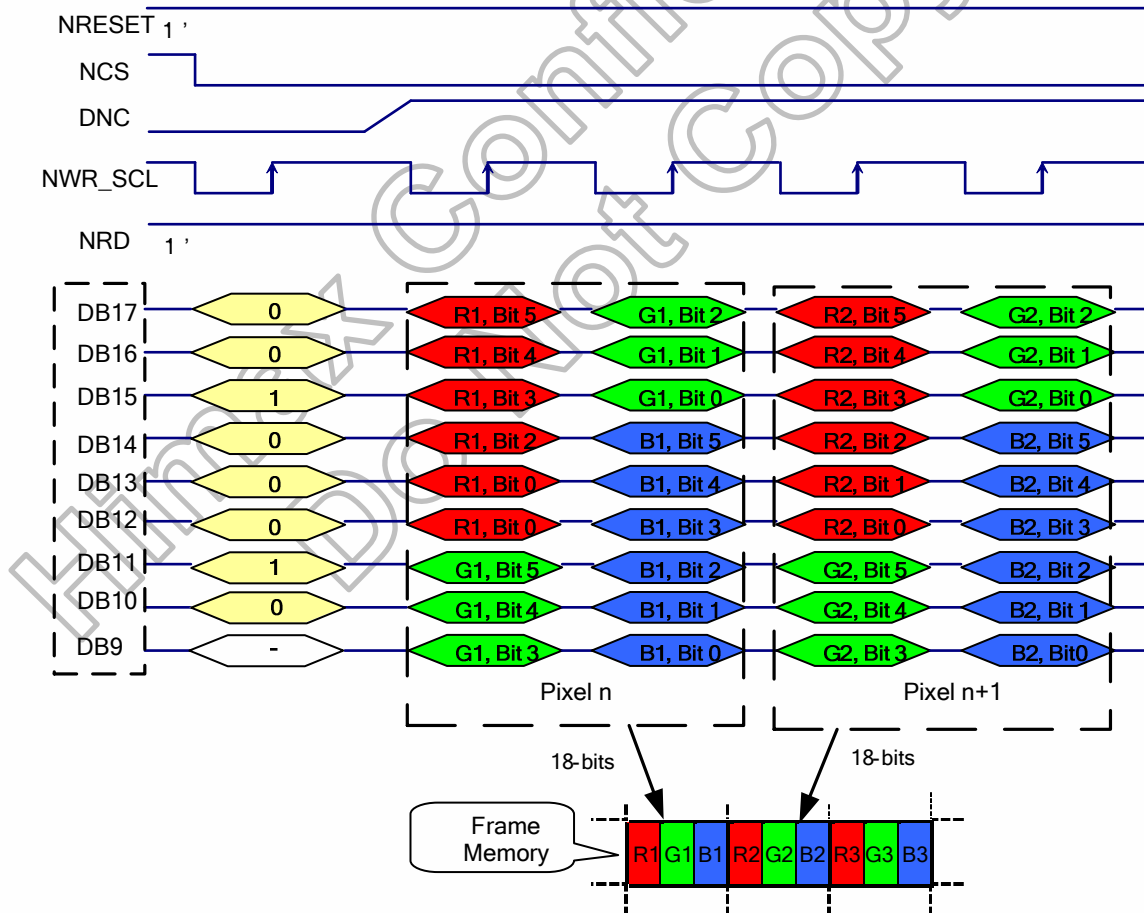 NRESET 1 '
NCS
DNC
NWR_SCL
NRD 1 '
DB17 0 R1, Bit 5 G1, Bit 2 R2, Bit 5 G2, Bit 2
DB16 0 R1, Bit 4 G1, Bit 1 R2, Bit 4 G2, Bit 1
DB15 1 R1, Bit 3 G1, Bit 0 R2, Bit 3 G2, Bit 0
DB14 0 R1, Bit 2 B1, Bit 5 R2, Bit 2 B2, Bit 5
DB13 0 R1, Bit 0 B1, Bit 4 R2, Bit 1 B2, Bit 4
DB12 0 R1, Bit 0 B1, Bit 3 R2, Bit 0 B2, Bit 3
DB11 1 G1, Bit 5 B1, Bit 2 G2, Bit 5 B2, Bit 2
DB10 0 G1, Bit 4 B1, Bit 1 G2, Bit 4 B2, Bit 1
DB9 - G1, Bit 3 B1, Bit 0 G2, Bit 3 B2, Bit0
Pixel n Pixel n+1
18-bits 18-bits
Frame
Memory
R1 G1 B1 R2 G2 B2 R3 G3 B3
Himax Confi
Do Not Copy